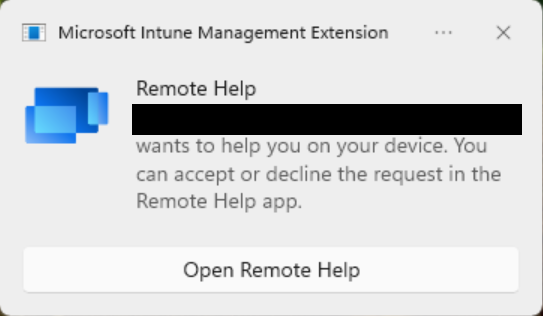 Microsoft Intune Management Extension
Remote Help
wants to help you on your device. You
can accept or decline the request in the
Remote Help app.
Open Remote Help